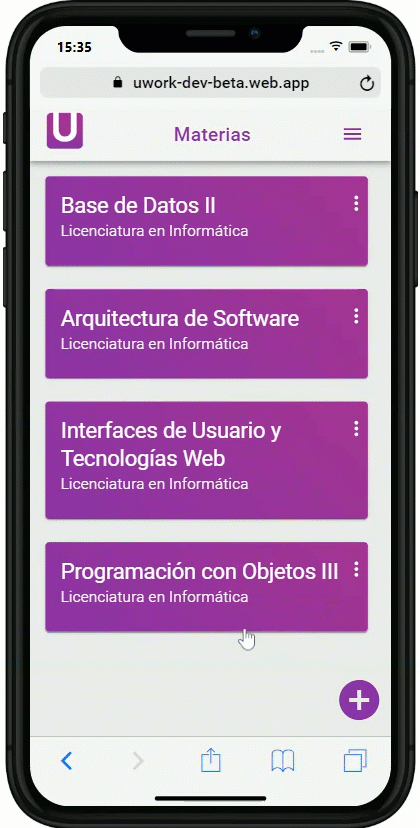 15:35
uwork-dev-beta.web.app
U
Materias
Base de Datos II
Licenciatura en Informática
Arquitectura de Software
Licenciatura en Informática
Interfaces de Usuario y
Tecnologías Web
Licenciatura en Informática
Programación con Objetos III
Licenciatura en Informática